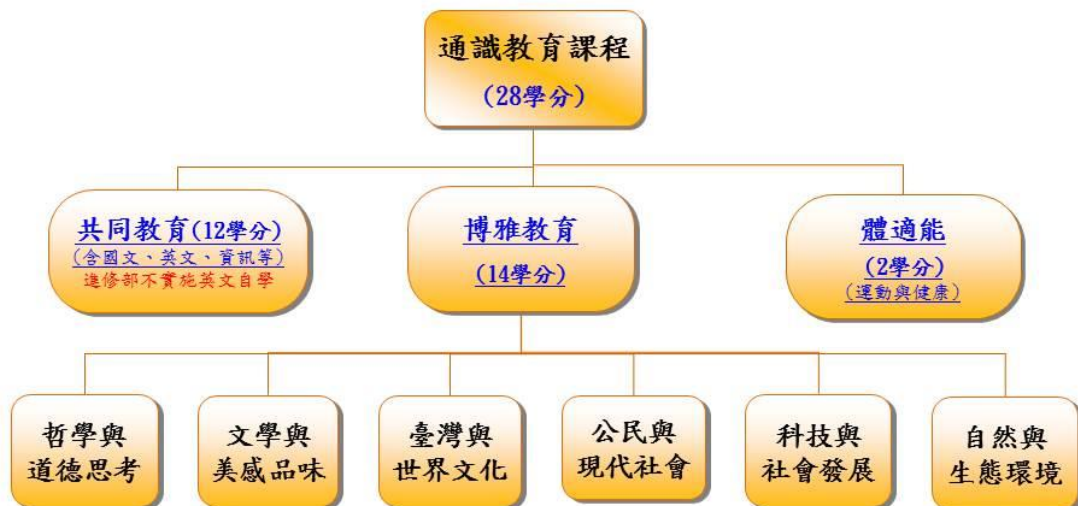 通識教育課程
(28學分)
共同教育(12學分)
(含國文、英文、資訊等)
進修部不實施英文自學
博雅教育
(14學分)
體適能
(2學分)
(運動與健康)
哲學與
道德思考
文學與
美感品味
臺灣與
世界文化
公民與
現代社會
科技與
社會發展
自然與
生態環境